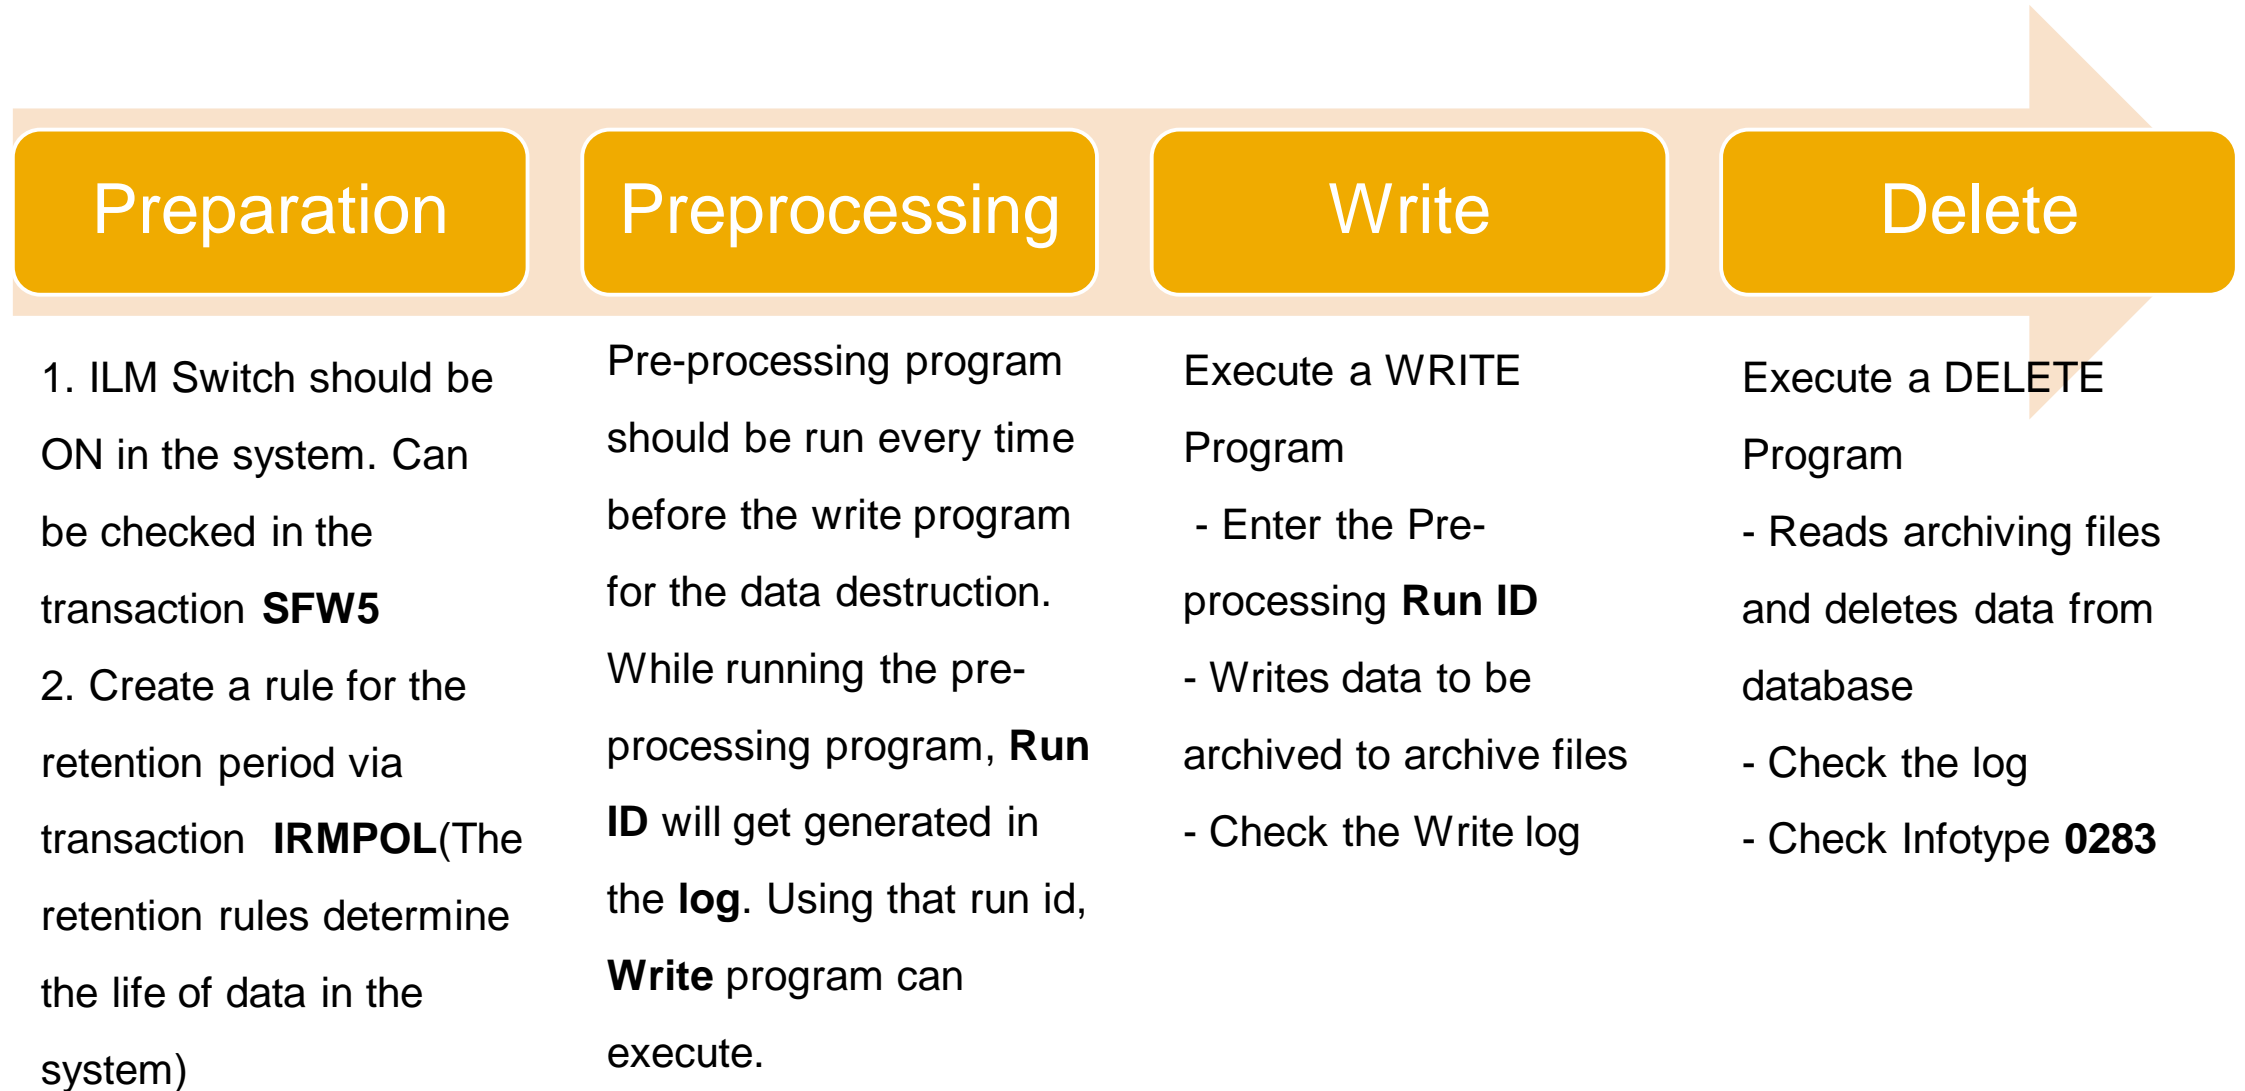 Preparation
1. ILM Switch should be
ON in the system. Can
be checked in the
transaction SFW5
2. Create a rule for the
retention period via
transaction IRMPOL(The
retention rules determine
the life of data in the
system)
Preprocessing
Pre-processing program
should be run every time
before the write program
for the data destruction.
While running the pre-
processing program, Run
ID will get generated in
the log. Using that run id,
Write program can
execute.
Write
Execute a WRITE
Program
- Enter the Pre-
processing Run ID
- Writes data to be
archived to archive files
- Check the Write log
Delete
Execute a DELETE
Program
- Reads archiving files
and deletes data from
database
- Check the log
- Check Infotype 0283